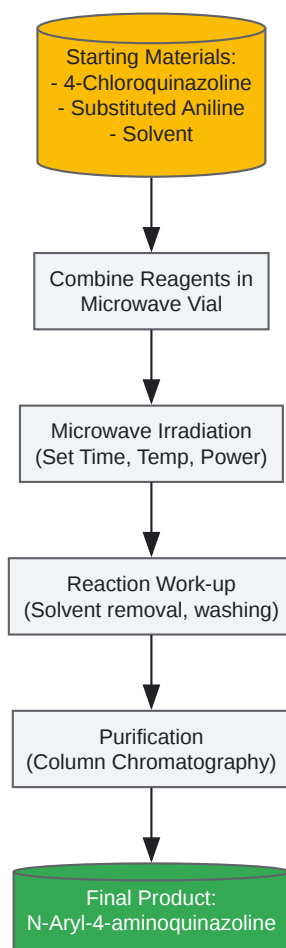 Starting Materials:
- 4-Chloroquinazoline
- Substituted Aniline
- Solvent
Combine Reagents in
Microwave Vial
Microwave Irradiation
(Set Time, Temp, Power)
Reaction Work-up
(Solvent removal, washing)
Purification
(Column Chromatography)
Final Product:
N-Aryl-4-aminoquinazoline